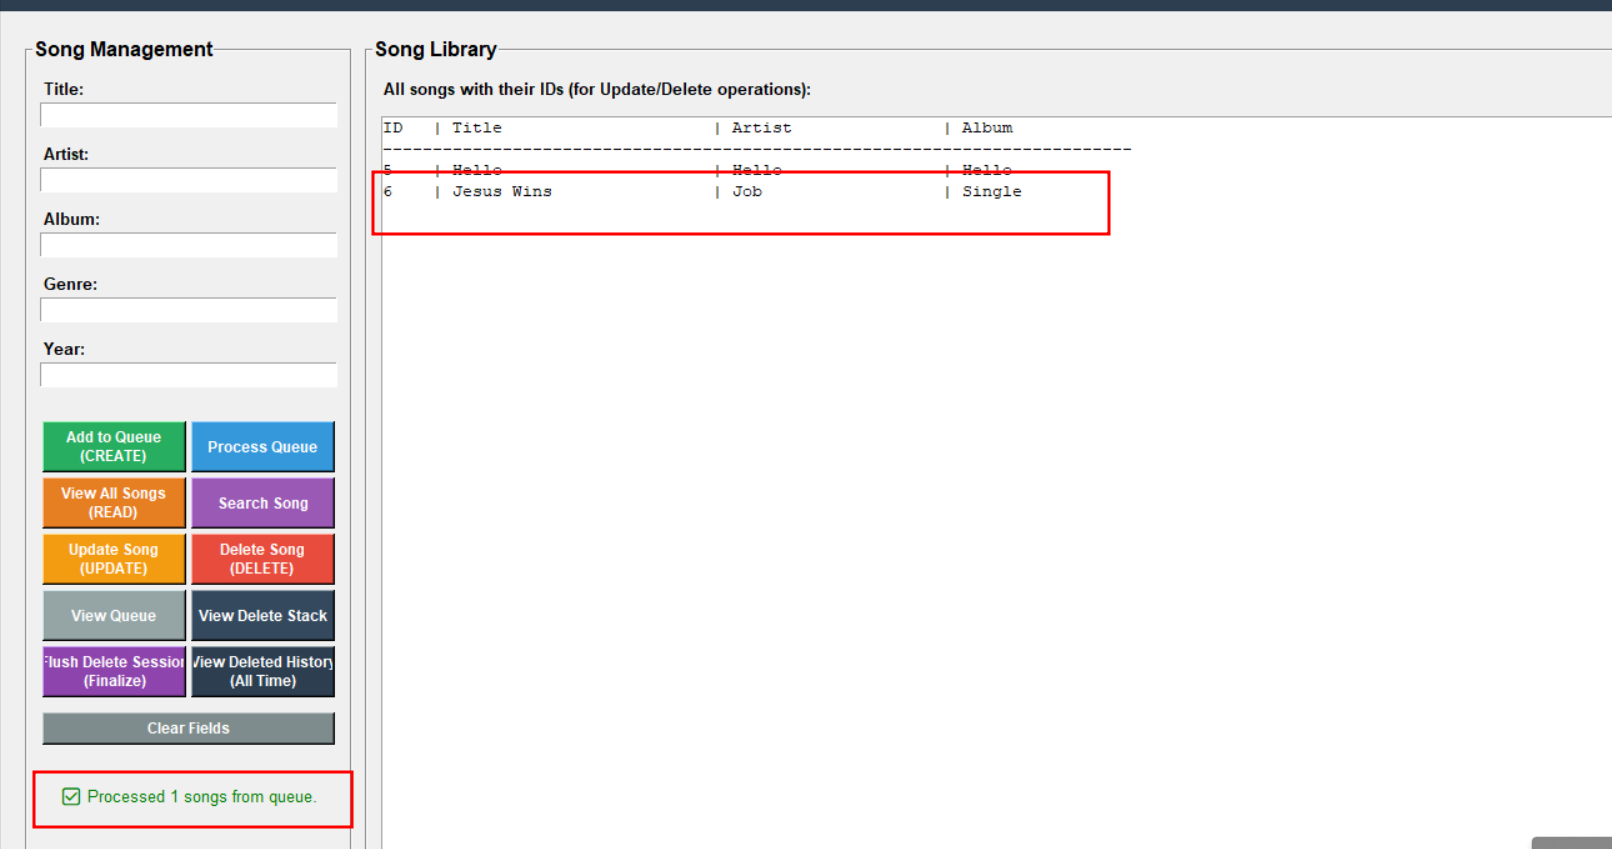 Song Management
Title:
Artist:
Album:
Genre:
Year:
Add to Queue
(CREATE)
Process Queue
View All Songs
(READ)
Search Song
Update Song
(UPDATE)
Delete Song
(DELETE)
View Queue
View Delete Stack
Flush Delete Session
(Finalize)
View Deleted History
(All Time)
Clear Fields
Processed 1 songs from queue.
Song Library
All songs with their IDs (for Update/Delete operations):
ID | Title | Artist | Album
---------------------------------------------------------------------------
5 | Hello | Hello | Hello
6 | Jesus Wins | Job | Single